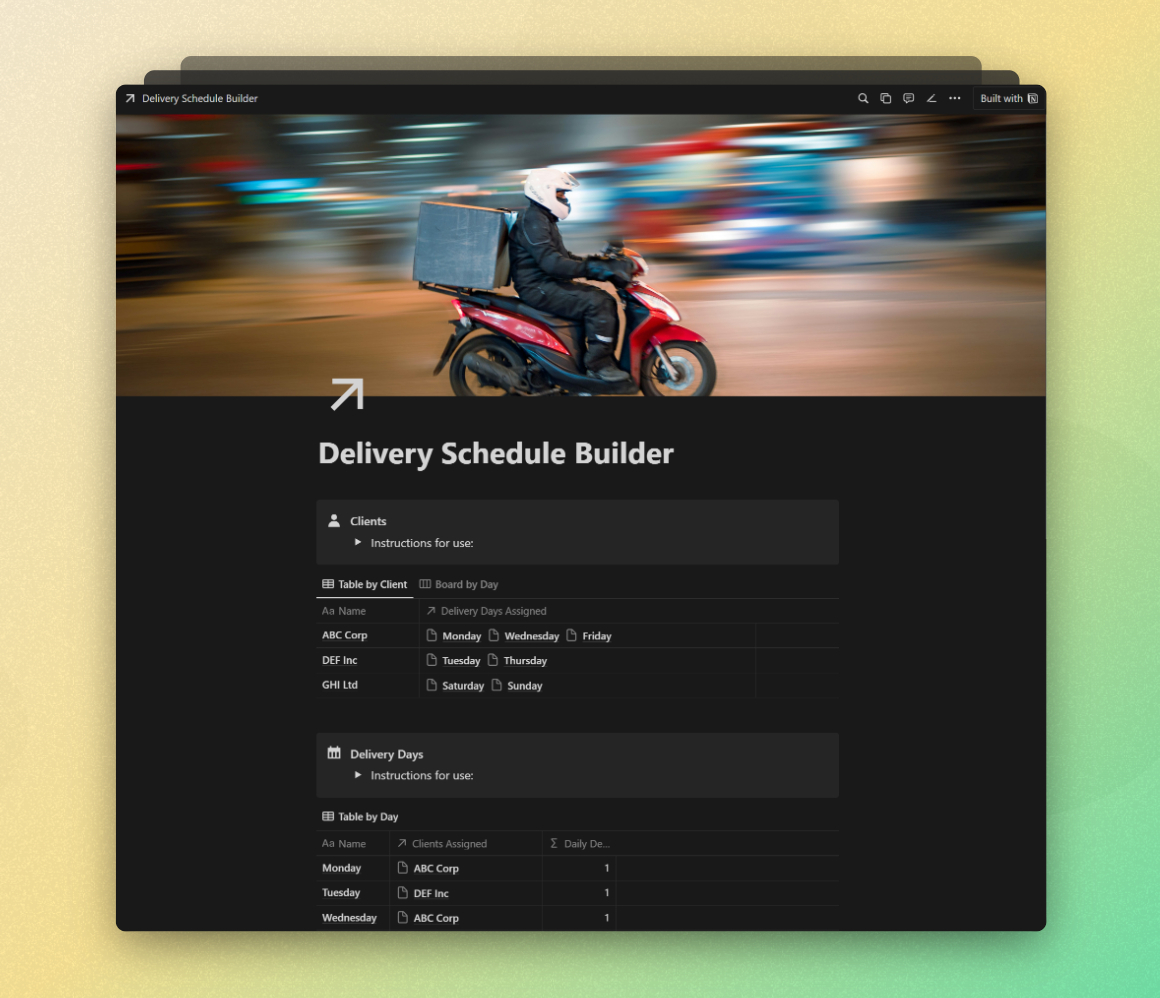 Delivery Schedule Builder
Built with
Delivery Schedule Builder
Clients
Instructions for use:
Table by Client Board by Day
Aa Name Delivery Days Assigned
ABC Corp Monday Wednesday Friday
DEF Inc Tuesday Thursday
GHI Ltd Saturday Sunday
Delivery Days
Instructions for use:
Table by Day
Aa Name Clients Assigned Σ Daily De...
Monday ABC Corp 1
Tuesday DEF Inc 1
Wednesday ABC Corp 1